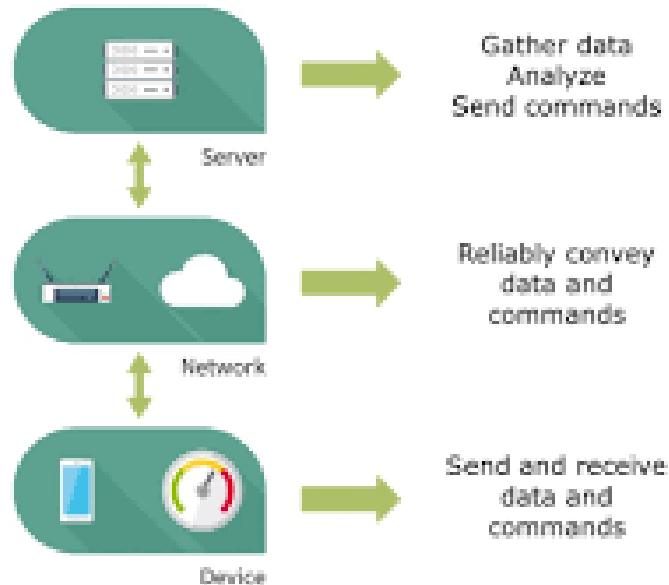 Gather data
Analyze
Send commands
Server
Reliably convey
data and
commands
Network
Send and receive
data and
commands
Device